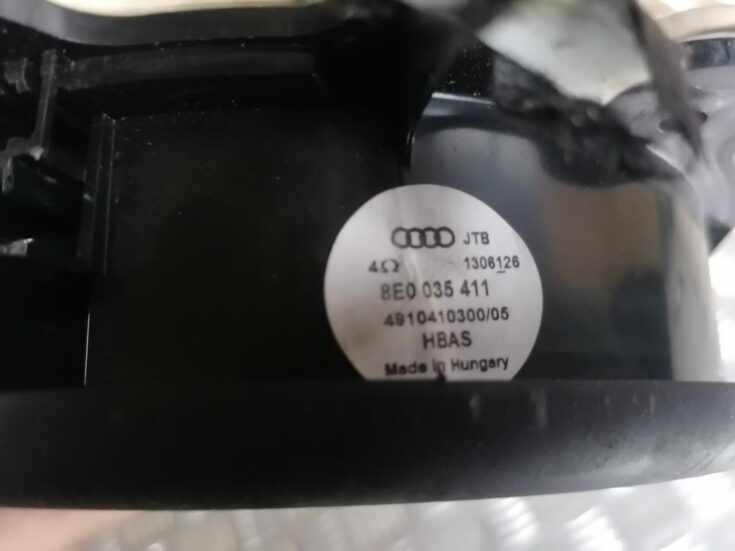 JTB
4Ω 1306126
8E0 035 411
4910410300/05
HBAS
Made in Hungary